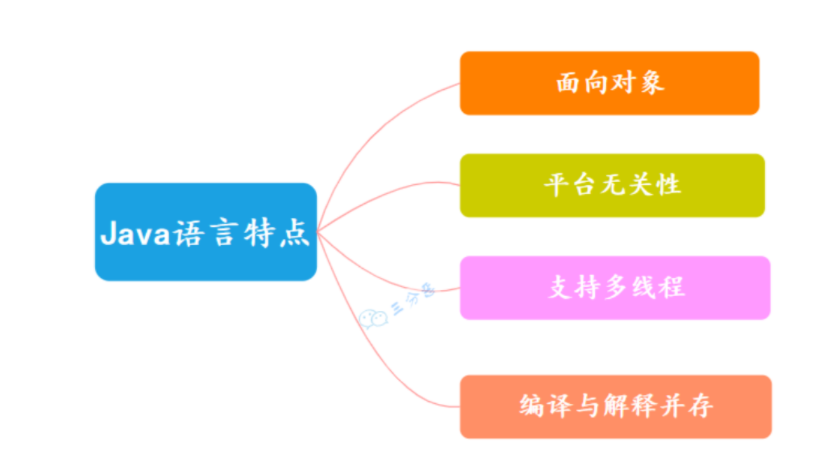 面向对象
平台无关性
Java语言特点
支持多线程
三分恶
编译与解释并存